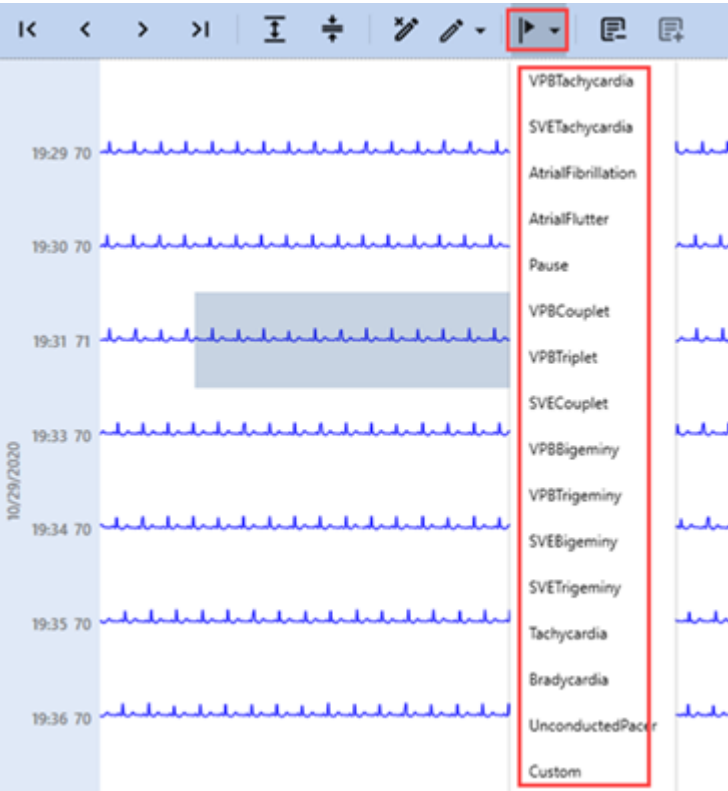 VPBTachycardia
SVETachycardia
19:29 70
AtrialFibrillation
AtrialFlutter
19:30 70
Pause
VPBCouplet
19:31 71
VPBTriplet
SVECouplet
19:33 70
VPBBigeminy
10/29/2020
VPBTrigeminy
19:34 70
SVEBigeminy
SVETrigeminy
19:35 70
Tachycardia
Bradycardia
19:36 70
UnconductedPacer
Custom